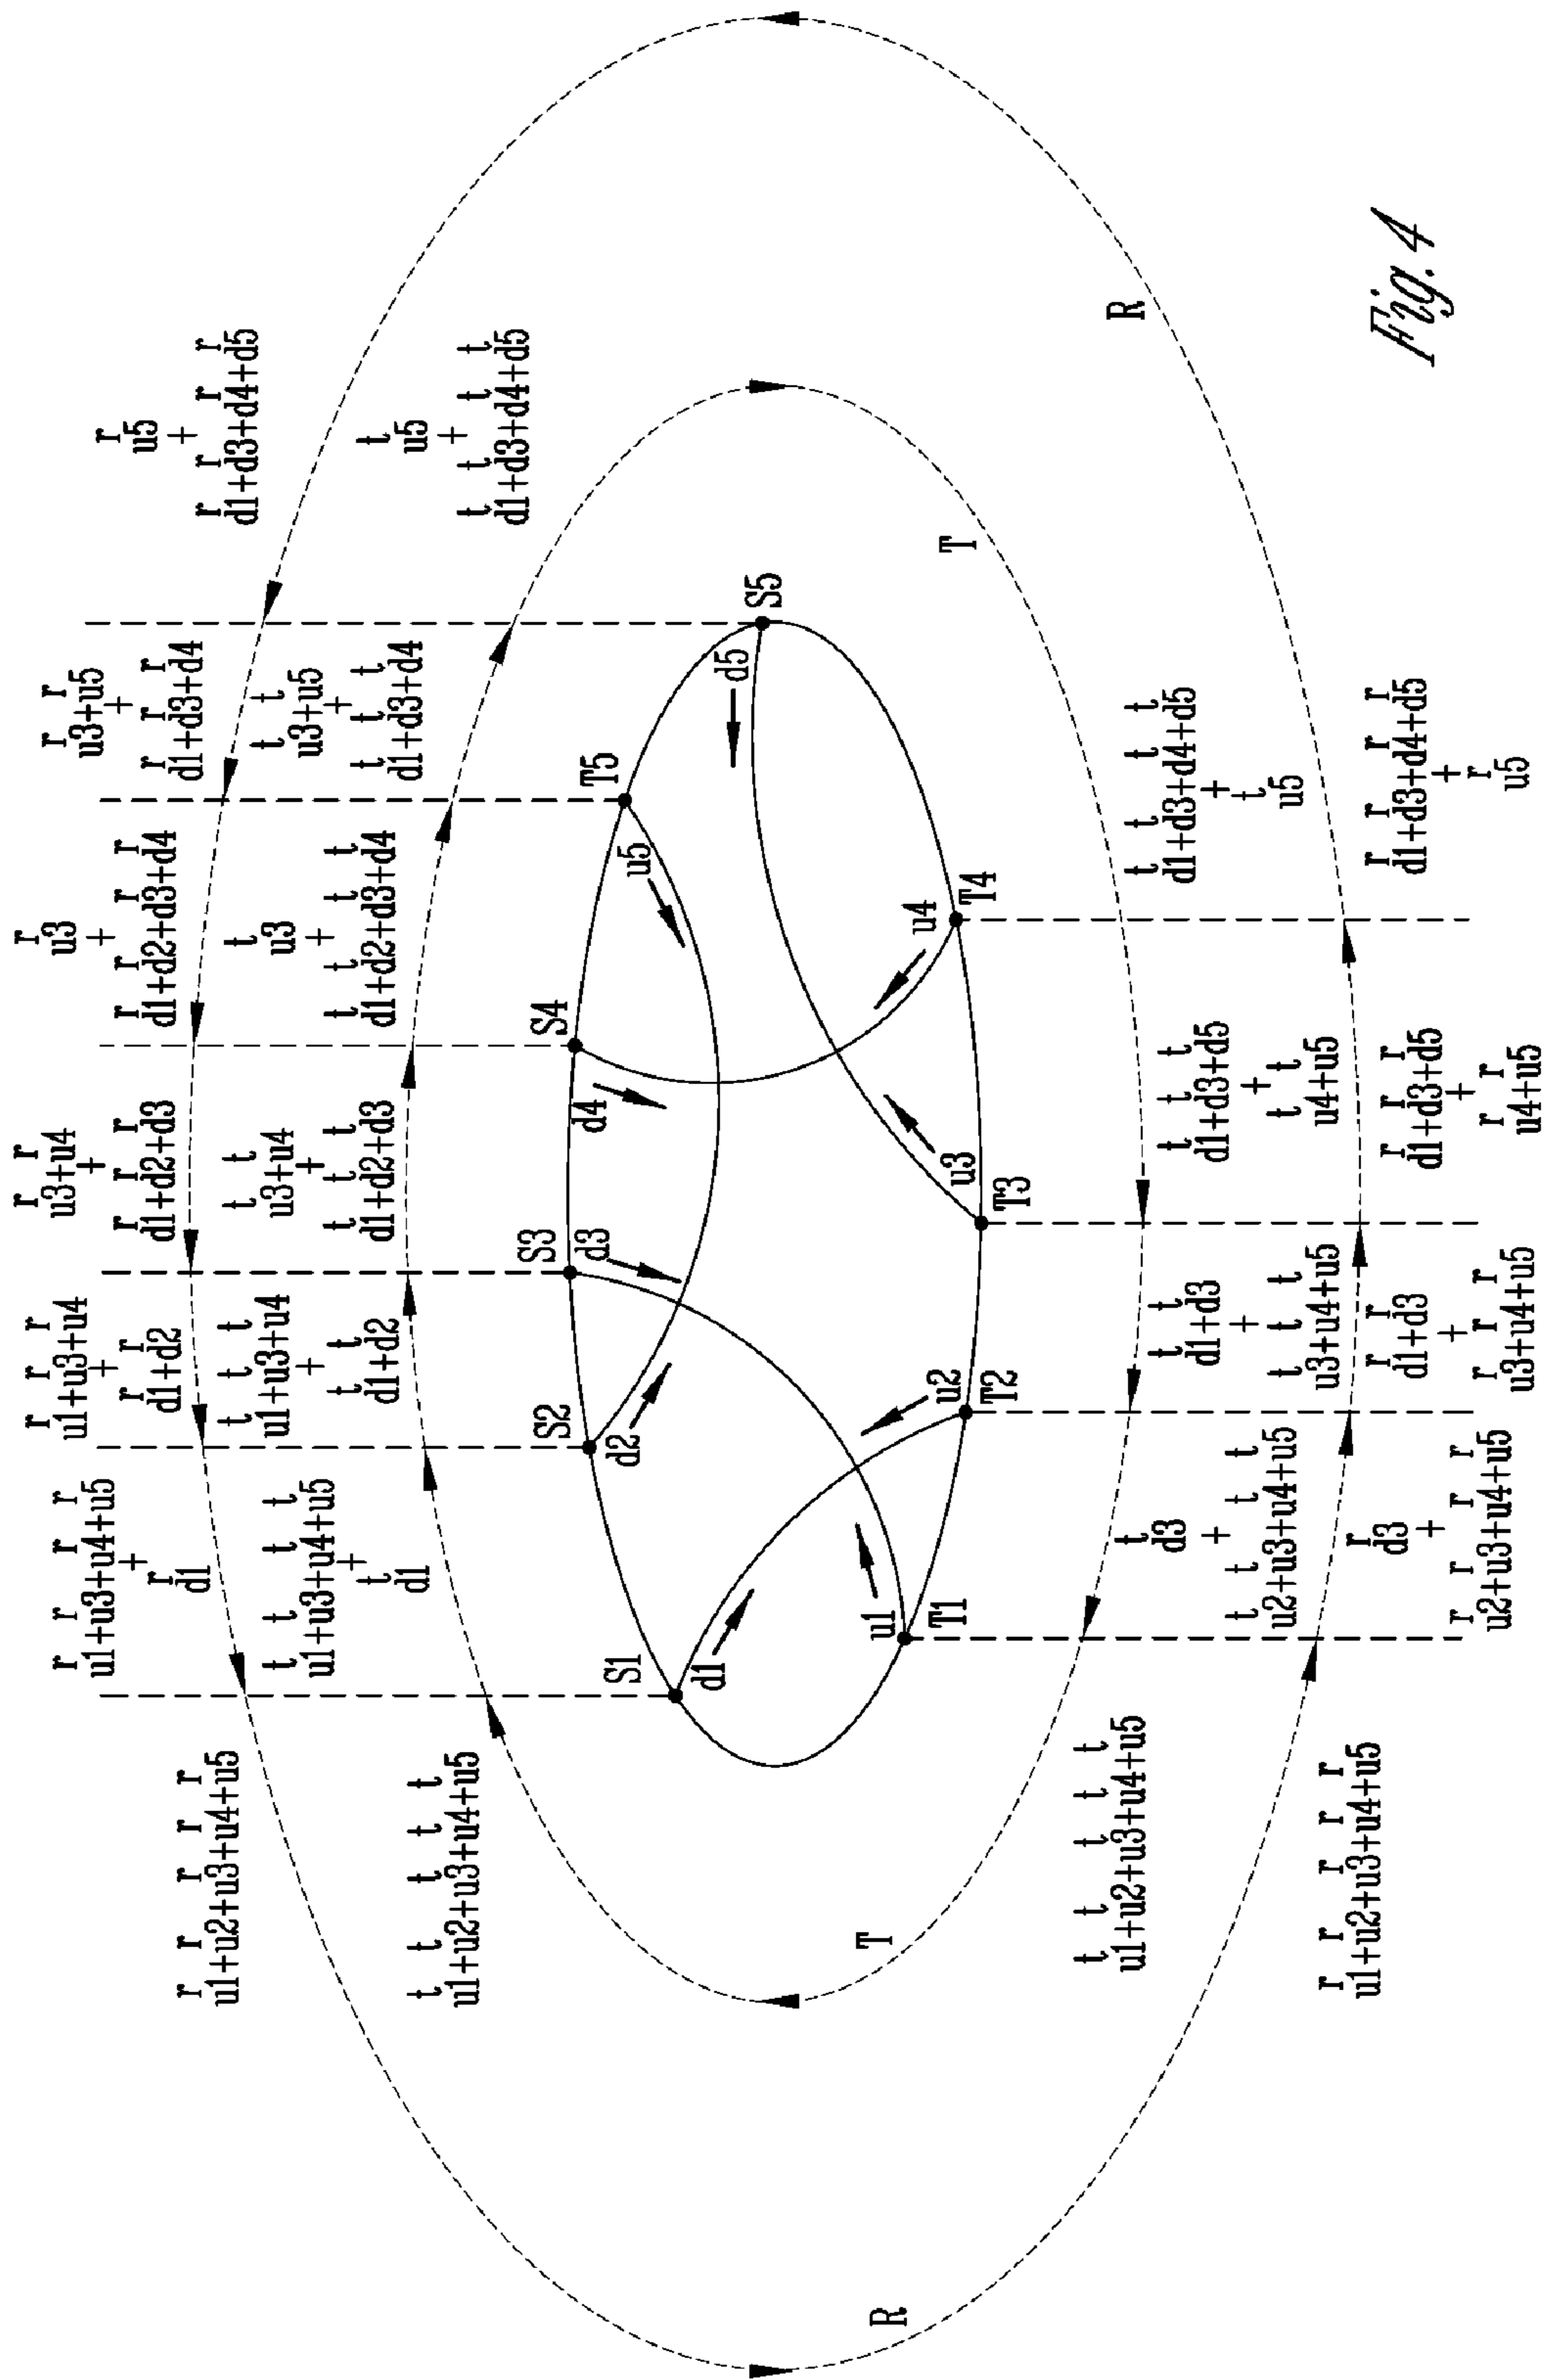 r r r r r
u1+u2+u3+u4+u5
t t t t t
u1+u2+u3+u4+u5
r r r r
u1+u3+u4+u5
+
r
d1
t t t t
u1+u3+u4+u5
+
t
d1
r r r
u1+u3+u4
+
r r
d1+d2
t t t
u1+u3+u4
+
t t
d1+d2
r r
u3+u4
+
r r r
d1+d2+d3
t t
u3+u4
+
t t t
d1+d2+d3
r
u3
+
r r r r
d1+d2+d3+d4
t
u3
+
t t t t
d1+d2+d3+d4
r r
u3+u5
+
r r r
d1+d3+d4
t t
u3+u5
+
t t t
d1+d3+d4
r
u5
+
r r r r
d1+d3+d4+d5
t
u5
+
t t t t
d1+d3+d4+d5
S1
S2
S3
S4
T5
S5
d1
d2
d3
d4
u5
d5
R
T
u1
u2
u3
u4
T1
T2
T3
T4
T
R
t t t t t
u1+u2+u3+u4+u5
r r r r r
u1+u2+u3+u4+u5
t
d3
+
t t t t
u2+u3+u4+u5
r
d3
+
r r r r
u2+u3+u4+u5
t t
d1+d3
+
t t t
u3+u4+u5
r r
d1+d3
+
r r r
u3+u4+u5
t t t
d1+d3+d5
+
t t
u4+u5
r r r
d1+d3+d5
+
r r
u4+u5
t t t t
d1+d3+d4+d5
+
t
u5
r r r r
d1+d3+d4+d5
+
r
u5
Fig. 4